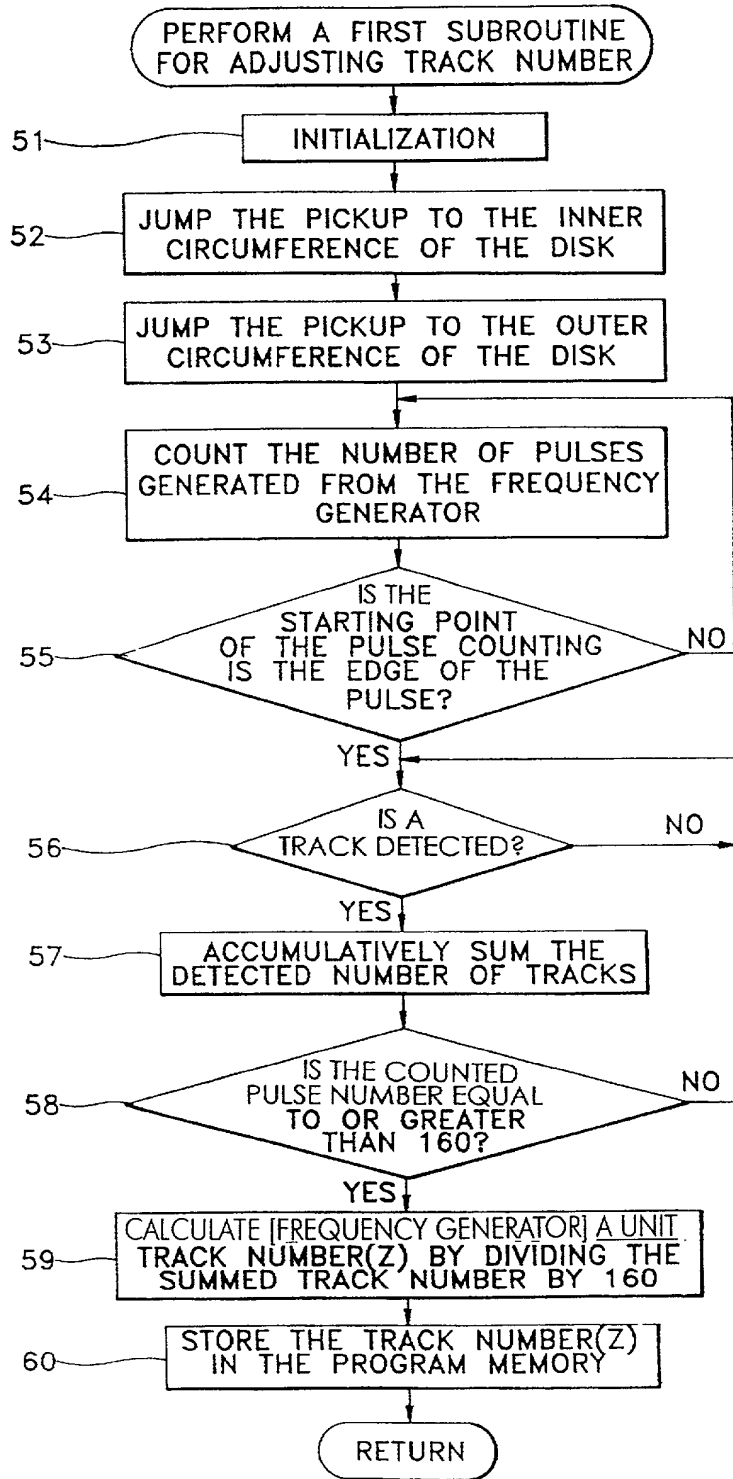 PERFORM A FIRST SUBROUTINE
FOR ADJUSTING TRACK NUMBER
51
INITIALIZATION
52
JUMP THE PICKUP TO THE INNER
CIRCUMFERENCE OF THE DISK
53
JUMP THE PICKUP TO THE OUTER
CIRCUMFERENCE OF THE DISK
54
COUNT THE NUMBER OF PULSES
GENERATED FROM THE FREQUENCY
GENERATOR
55
IS THE
STARTING POINT
OF THE PULSE COUNTING
IS THE EDGE OF THE
PULSE?
NO
YES
56
IS A
TRACK DETECTED?
NO
YES
57
ACCUMULATIVELY SUM THE
DETECTED NUMBER OF TRACKS
58
IS THE COUNTED
PULSE NUMBER EQUAL
TO OR GREATER
THAN 160?
NO
YES
59
CALCULATE [FREQUENCY GENERATOR] A UNIT
TRACK NUMBER(Z) BY DIVIDING THE
SUMMED TRACK NUMBER BY 160
60
STORE THE TRACK NUMBER(Z)
IN THE PROGRAM MEMORY
RETURN